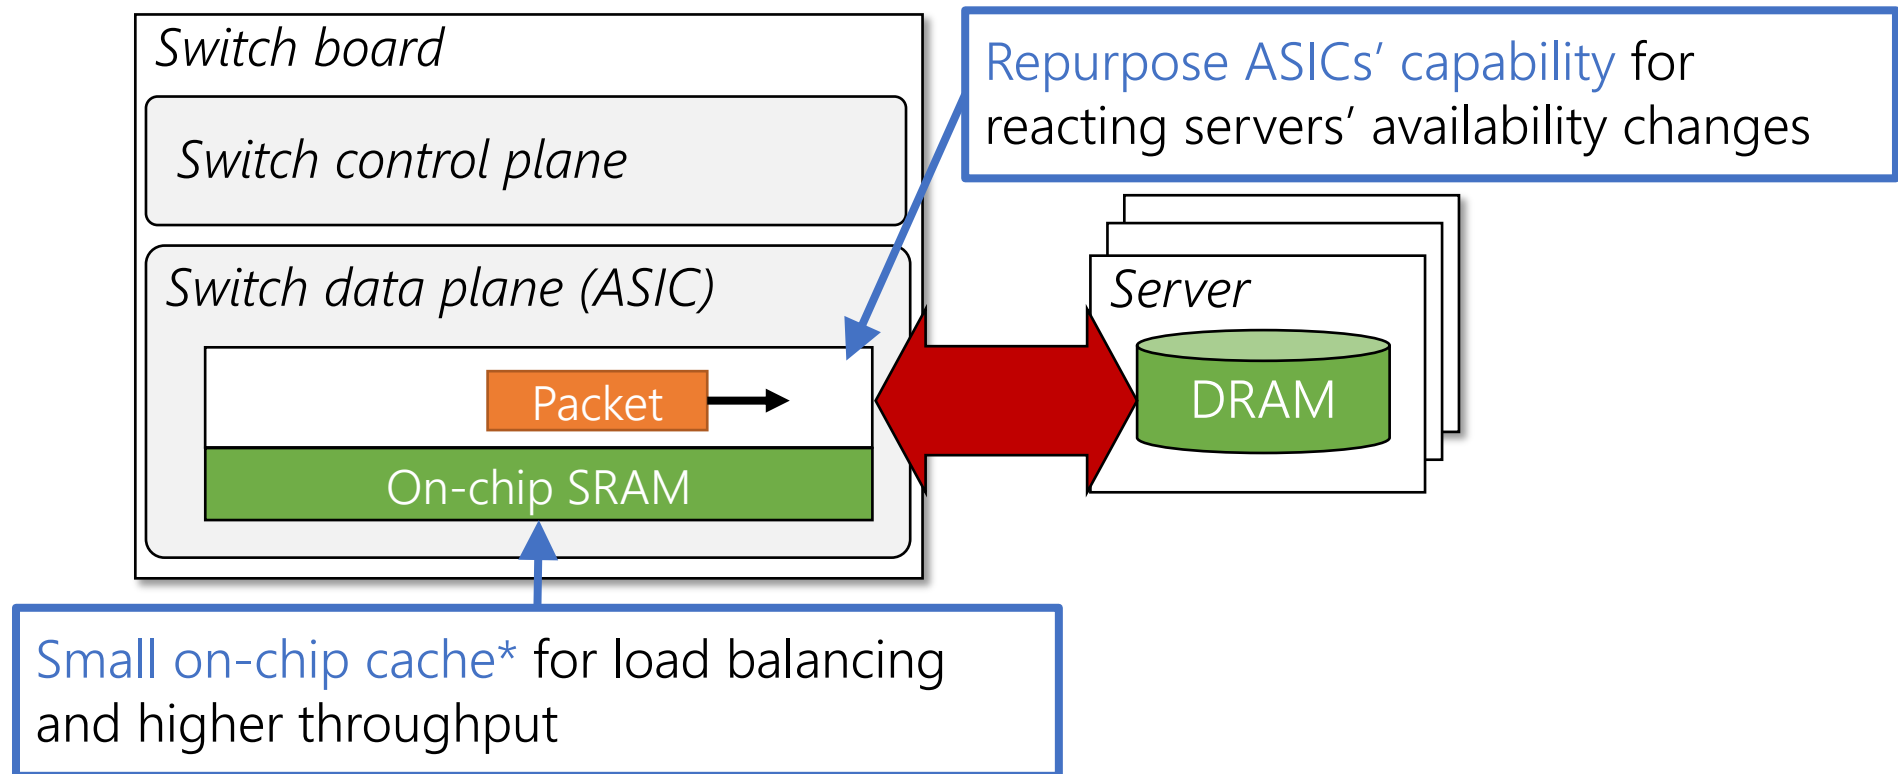 Switch board
Repurpose ASICs’ capability for
reacting servers’ availability changes
Switch control plane
Switch data plane (ASIC)
Server
Packet
DRAM
On-chip SRAM
Small on-chip cache* for load balancing
and higher throughput